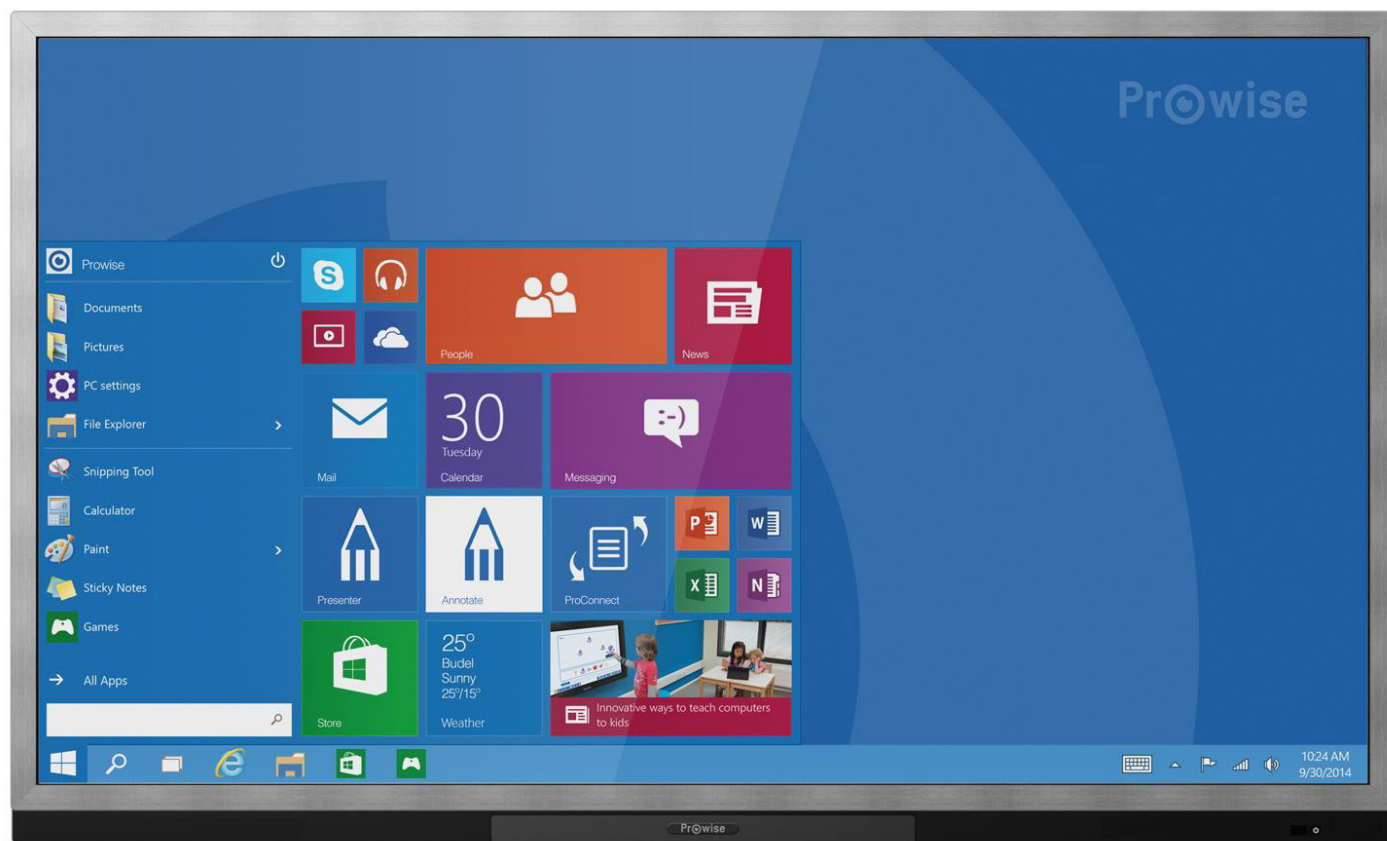 Prowise
Prowise
Documents
Pictures
PC settings
File Explorer
Snipping Tool
Calculator
Paint
Sticky Notes
Games
All Apps
S
People
News
Mail
30
Tuesday
Calendar
:-)
Messaging
Presenter
Annotate
ProConnect
P
W
X
N
Store
25°
Budel
Sunny
25°/15°
Weather
Innovative ways to teach computers
to kids
10:24 AM
9/30/2014
Prowise